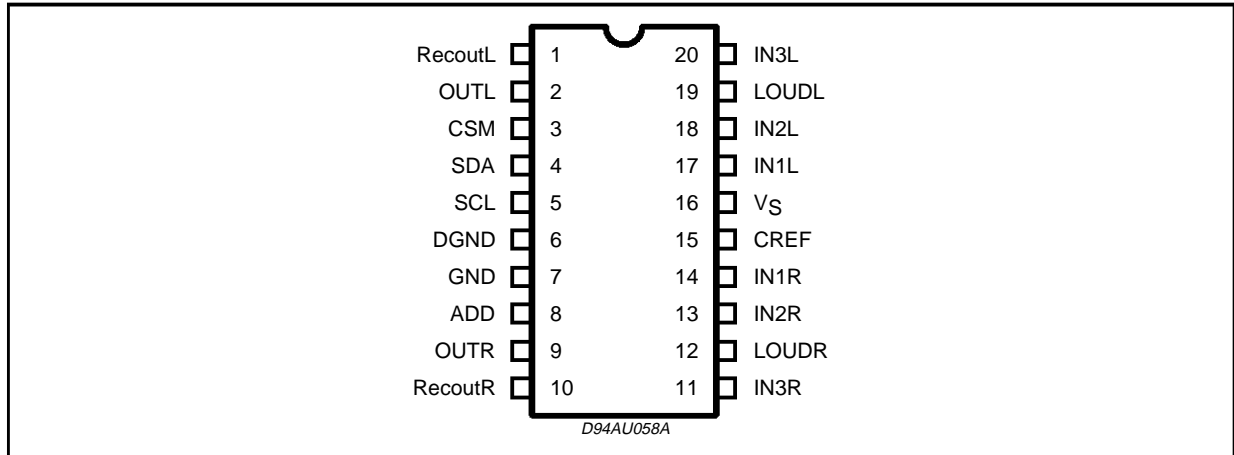 RecoutL 1 20 IN3L
OUTL 2 19 LOUDL
CSM 3 18 IN2L
SDA 4 17 IN1L
SCL 5 16 VS
DGND 6 15 CREF
GND 7 14 IN1R
ADD 8 13 IN2R
OUTR 9 12 LOUDR
RecoutR 10 11 IN3R
D94AU058A